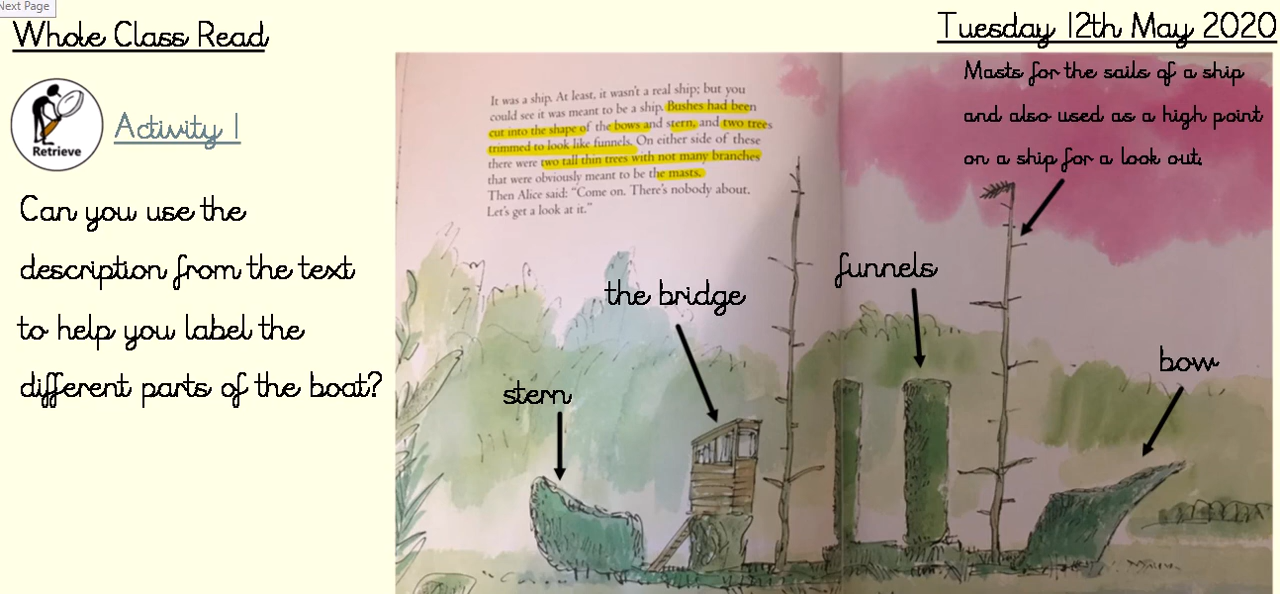 Next Page
Whole Class Read
Tuesday 12th May 2020
Retrieve
Activity 1
Can you use the
description from the text
to help you label the
different parts of the boat?
It was a ship. At least, it wasn't a real ship; but you
could see it was meant to be a ship. Bushes had been
cut into the shape of the bows and stern, and two trees
trimmed to look like funnels. On either side of these
there were two tall thin trees with not many branches
that were obviously meant to be the masts.
Then Alice said: "Come on. There's nobody about.
Let's get a look at it."
Masts for the sails of a ship
and also used as a high point
on a ship for a look out.
the bridge
funnels
stern
bow